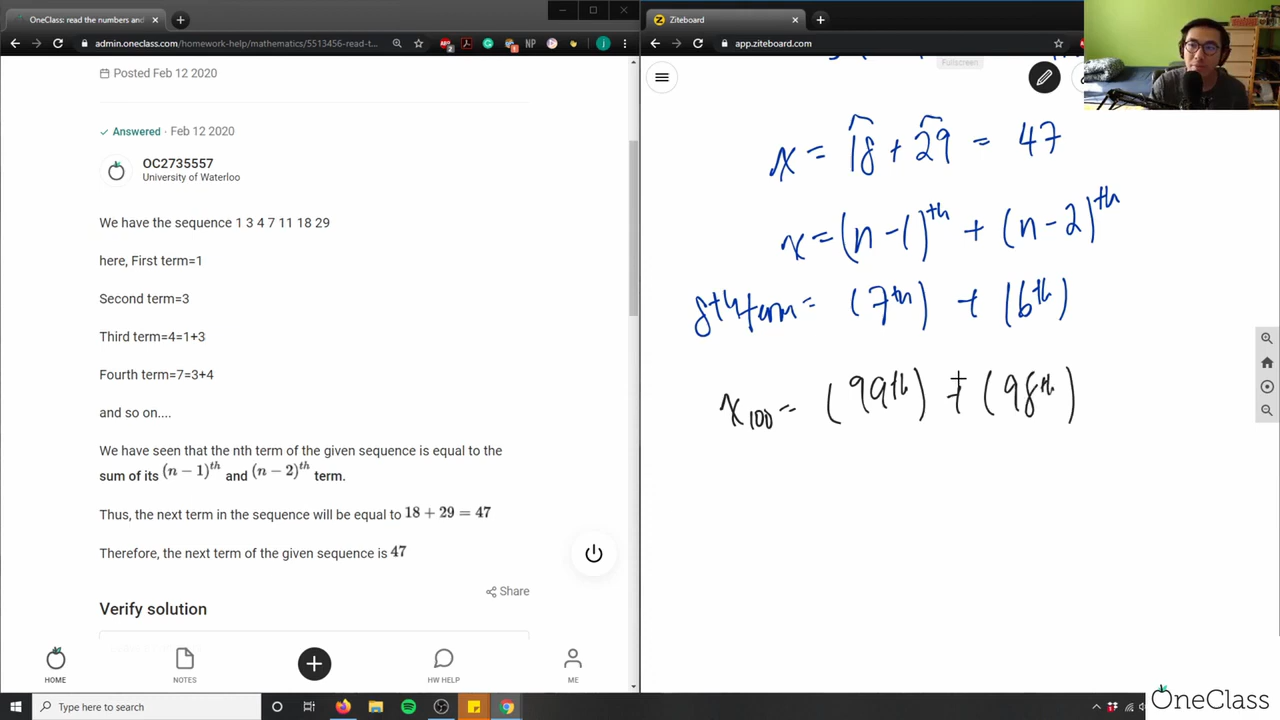 OneClass: read the numbers and
Ziteboard
admin.oneclass.com/homework-help/mathematics/5513456-read-t...
app.ziteboard.com
Fullscreen
Posted Feb 12 2020
Answered • Feb 12 2020
OC2735557
University of Waterloo
We have the sequence 1 3 4 7 11 18 29
here, First term=1
Second term=3
Third term=4=1+3
Fourth term=7=3+4
and so on....
We have seen that the nth term of the given sequence is equal to the
sum of its (n − 1)^th and (n − 2)^th term.
Thus, the next term in the sequence will be equal to 18 + 29 = 47
Therefore, the next term of the given sequence is 47
Share
Verify solution
HOME
NOTES
HW HELP
ME
x = 18 + 29 = 47
x = (n − 1)^th + (n − 2)^th
8th term = (7th) + (6th)
x100 = (99th) + (98th)
Type here to search
OneClass